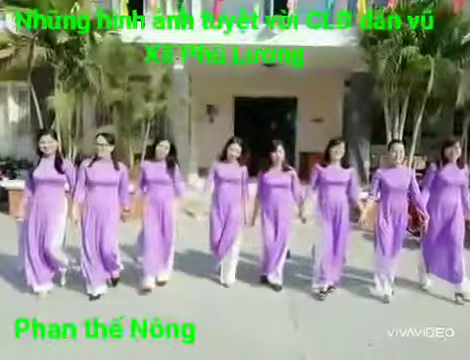 Những hình ảnh tuyệt vời CLB dân vũ
Xã Phú Lương
Phan thế Nông
VIVAVIDEO